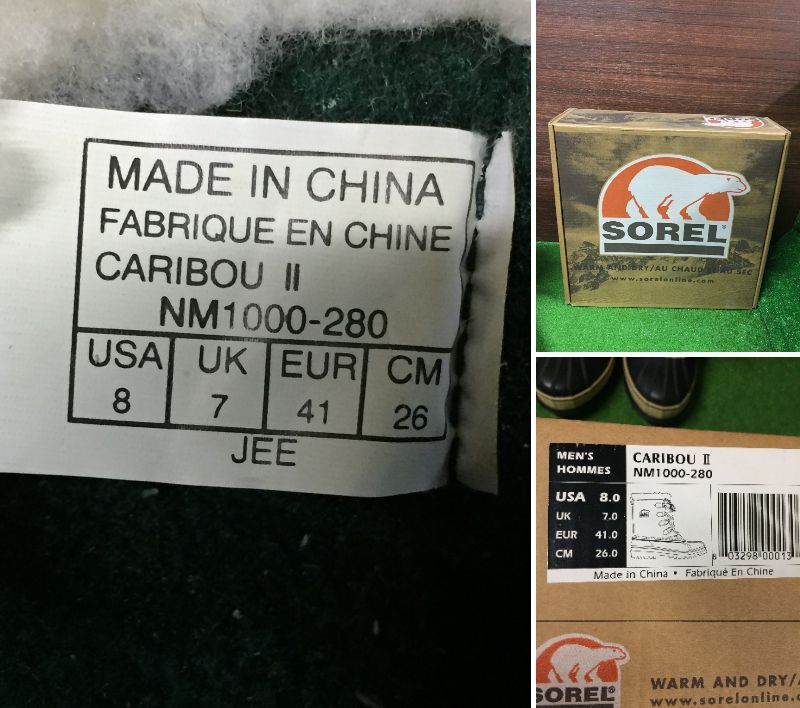 MADE IN CHINA
FABRIQUE EN CHINE
CARIBOU II
NM1000-280
USA UK EUR CM
8 7 41 26
JEE
SOREL®
WARM AND DRY/AU CHAUD ET AU SEC
www.sorelonline.com
MEN'S
HOMMES
CARIBOU II
NM1000-280
USA 8.0
UK 7.0
EUR 41.0
CM 26.0
8 03298 00013
Made in China • Fabriqué En Chine
SOREL®
WARM AND DRY/
www.sorelonline.c